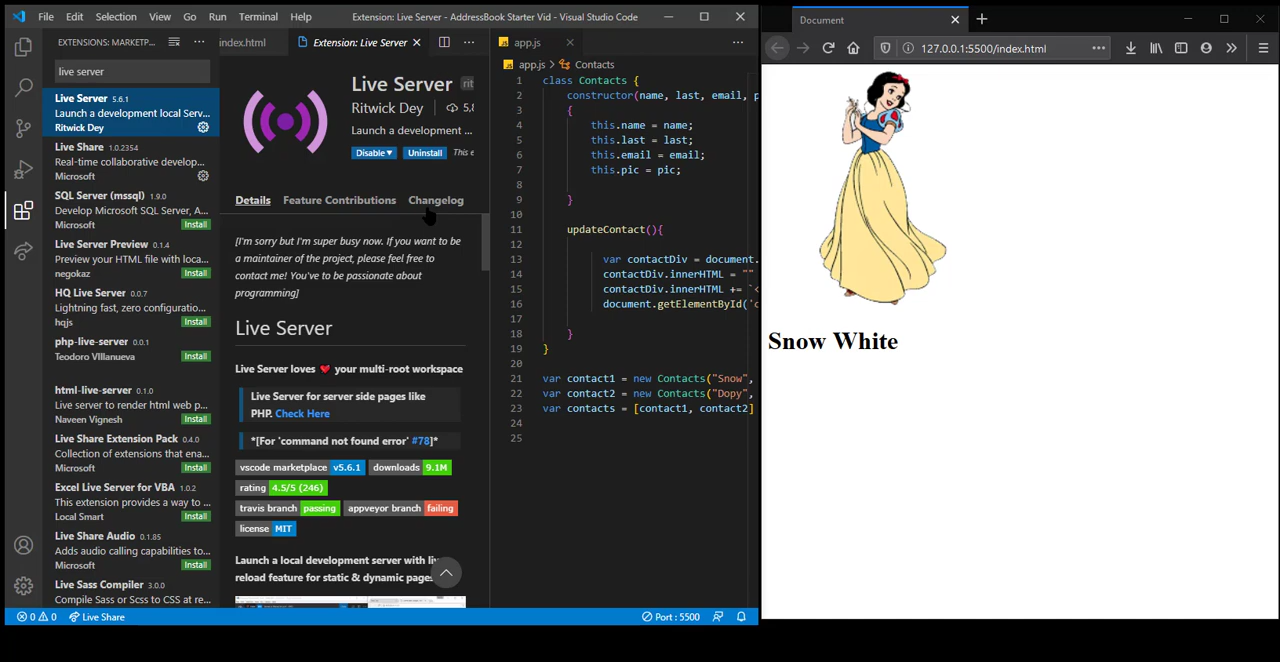 File Edit Selection View Go Run Terminal Help
Extension: Live Server - AddressBook Starter Vid - Visual Studio Code
EXTENSIONS: MARKETP...
live server
Live Server 5.6.1
Launch a development local Serv...
Ritwick Dey
Live Share 1.0.2354
Real-time collaborative develop...
Microsoft
SQL Server (mssql) 1.9.0
Develop Microsoft SQL Server, A...
Microsoft Install
Live Server Preview 0.1.4
Preview your HTML file with loca...
negokaz Install
HQ Live Server 0.0.7
Lightning fast, zero configuratio...
hqjs Install
php-live-server 0.0.1
Teodoro VIllanueva Install
html-live-server 0.1.0
Live server to render html web p...
Naveen Vignesh Install
Live Share Extension Pack 0.4.0
Collection of extensions that ena...
Microsoft Install
Excel Live Server for VBA 1.0.2
This extension provides a way to ...
Local Smart Install
Live Share Audio 0.1.85
Adds audio calling capabilities to...
Microsoft Install
Live Sass Compiler 3.0.0
Compile Sass or Scss to CSS at re...
index.html
Extension: Live Server
Live Server rit
Ritwick Dey 5,8
Launch a development ...
Disable Uninstall This e
Details Feature Contributions Changelog
[I'm sorry but I'm super busy now. If you want to
be a maintainer of the project, please feel free to
contact me! You've to be passionate about
programming]
Live Server
Live Server loves ❤ your multi-root workspace
Live Server for server side pages like
PHP. Check Here
*[For 'command not found error' #78]*
vscode marketplace v5.6.1 downloads 9.1M
rating 4.5/5 (246)
travis branch passing appveyor branch failing
license MIT
Launch a local development server with live
reload feature for static & dynamic pages
app.js
app.js > Contacts
1 class Contacts {
2 constructor(name, last, email, p
3 {
4 this.name = name;
5 this.last = last;
6 this.email = email;
7 this.pic = pic;
8
9 }
10
11 updateContact(){
12
13 var contactDiv = document.
14 contactDiv.innerHTML = ""
15 contactDiv.innerHTML += `<
16 document.getElementById('c
17
18 }
19 }
20
21 var contact1 = new Contacts("Snow",
22 var contact2 = new Contacts("Dopy",
23 var contacts = [contact1, contact2]
24
25
0 0 Live Share
Port : 5500
Document
127.0.0.1:5500/index.html
Snow White